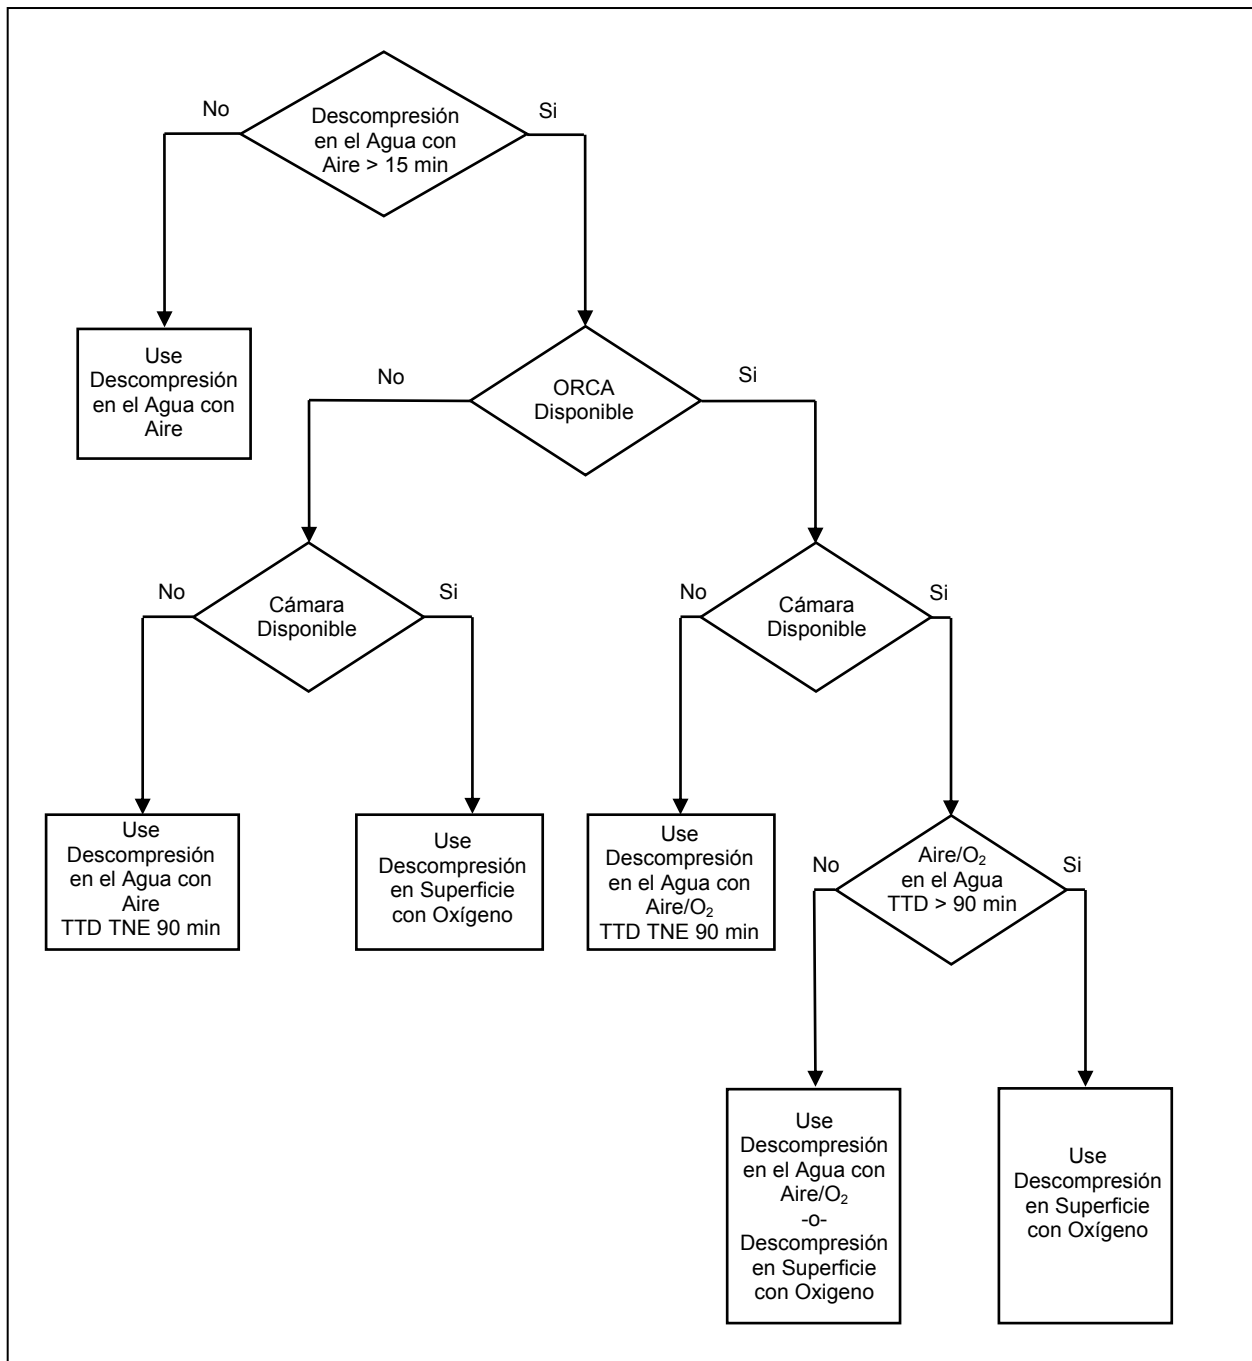 No
Si
Descompresión
en el Agua con
Aire > 15 min
Use
Descompresión
en el Agua con
Aire
No
Si
ORCA
Disponible
No
Si
Cámara
Disponible
No
Si
Cámara
Disponible
Use
Descompresión
en el Agua con
Aire
TTD TNE 90 min
Use
Descompresión
en Superficie
con Oxígeno
Use
Descompresión
en el Agua con
Aire/O₂
TTD TNE 90 min
No
Si
Aire/O₂
en el Agua
TTD > 90 min
Use
Descompresión
en el Agua con
Aire/O₂
-o-
Descompresión
en Superficie
con Oxigeno
Use
Descompresión
en Superficie
con Oxígeno